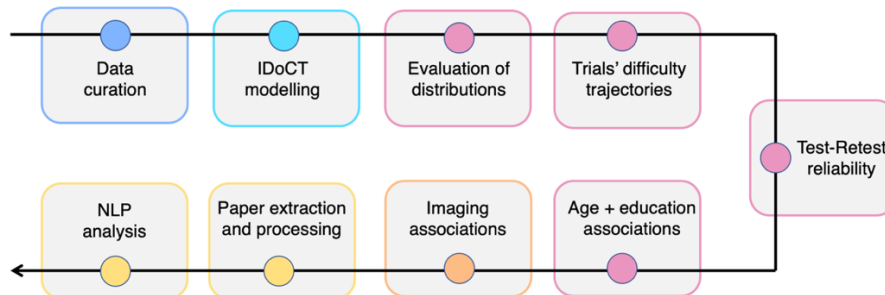 Data
curation
IDoCT
modelling
Evaluation of
distributions
Trials' difficulty
trajectories
Test-Retest
reliability
Age + education
associations
Imaging
associations
Paper extraction
and processing
NLP
analysis